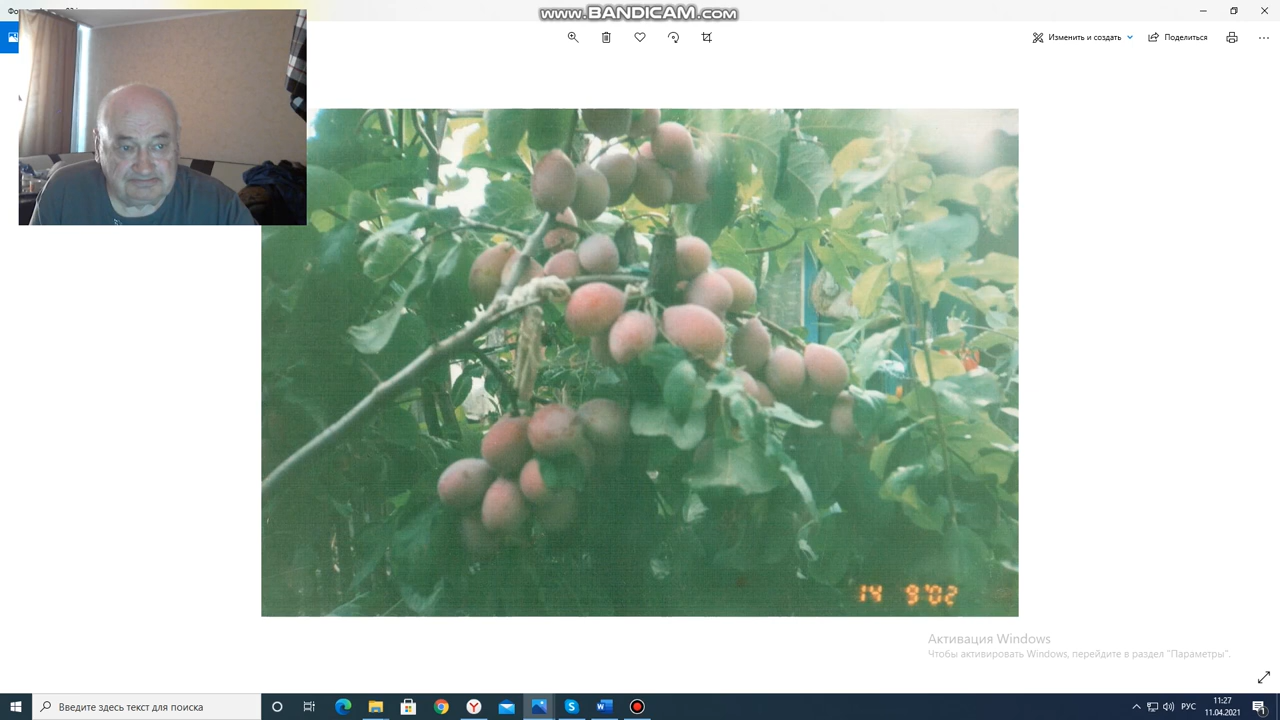 www.BANDICAM.com
Изменить и создать
Поделиться
14 9'02
Активация Windows
Чтобы активировать Windows, перейдите в раздел "Параметры".
Введите здесь текст для поиска
РУС
11:27
11.04.2021